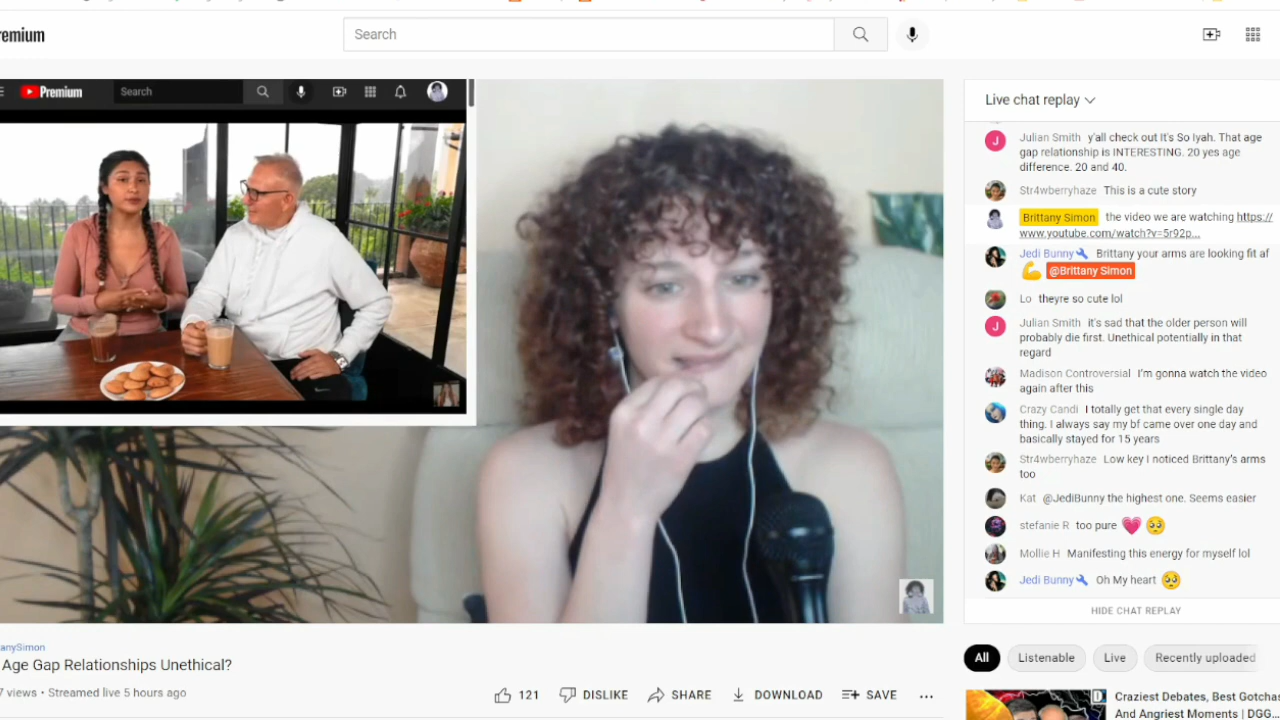 remium
Search
Premium
Search
Live chat replay
Julian Smith y'all check out It's So Iyah. That age
gap relationship is INTERESTING. 20 yes age
difference. 20 and 40.
Str4wberryhaze This is a cute story
Brittany Simon the video we are watching https://
www.youtube.com/watch?v=5r92p...
Jedi Bunny Brittany your arms are looking fit af
@Brittany Simon
Lo theyre so cute lol
Julian Smith it's sad that the older person will
probably die first. Unethical potentially in that
regard
Madison Controversial I'm gonna watch the video
again after this
Crazy Candi I totally get that every single day
thing. I always say my bf came over one day and
basically stayed for 15 years
Str4wberryhaze Low key I noticed Brittany's arms
too
Kat @JediBunny the highest one. Seems easier
stefanie R too pure
Mollie H Manifesting this energy for myself lol
Jedi Bunny Oh My heart
HIDE CHAT REPLAY
anySimon
Age Gap Relationships Unethical?
7 views • Streamed live 5 hours ago
121
DISLIKE
SHARE
DOWNLOAD
SAVE
All
Listenable
Live
Recently uploaded
Craziest Debates, Best Gotchas
And Angriest Moments | DGG...